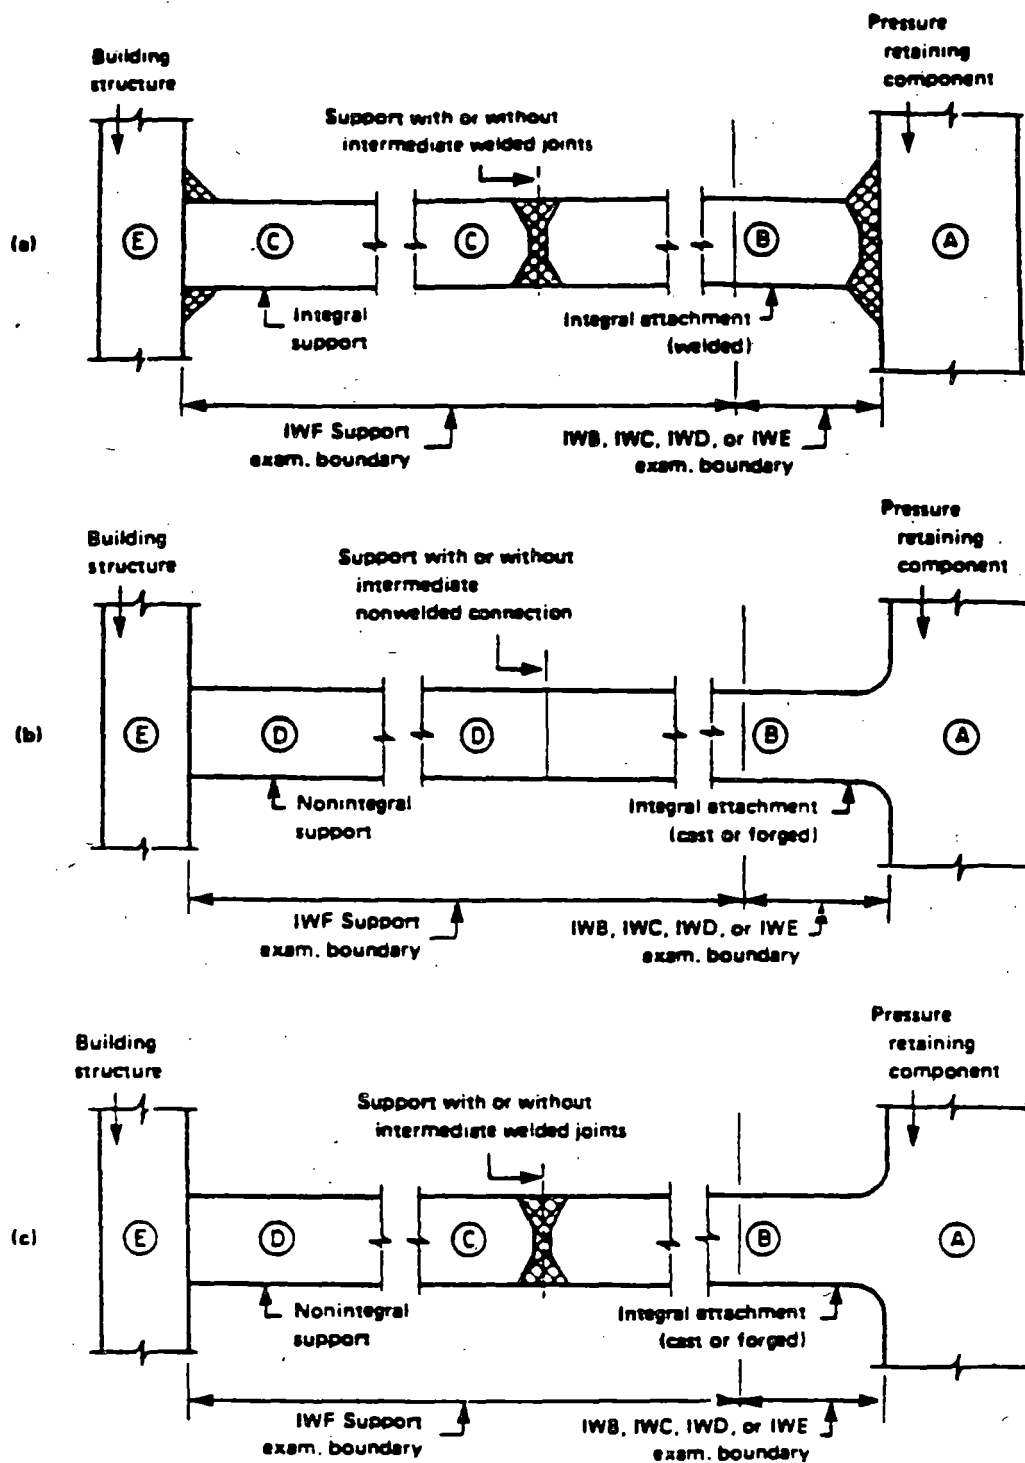 Building
structure
Pressure
retaining
component
Support with or without
intermediate welded joints
(a)
E
C
C
B
A
Integral
support
Integral attachment
(welded)
IWF Support
exam. boundary
IWB, IWC, IWD, or IWE
exam. boundary
Building
structure
Pressure
retaining
component
Support with or without
intermediate
nonwelded connection
(b)
E
D
D
B
A
Nonintegral
support
Integral attachment
(cast or forged)
IWF Support
exam. boundary
IWB, IWC, IWD, or IWE
exam. boundary
Building
structure
Pressure
retaining
component
Support with or without
intermediate welded joints
(c)
E
D
C
B
A
Nonintegral
support
Integral attachment
(cast or forged)
IWF Support
exam. boundary
IWB, IWC, IWD, or IWE
exam. boundary